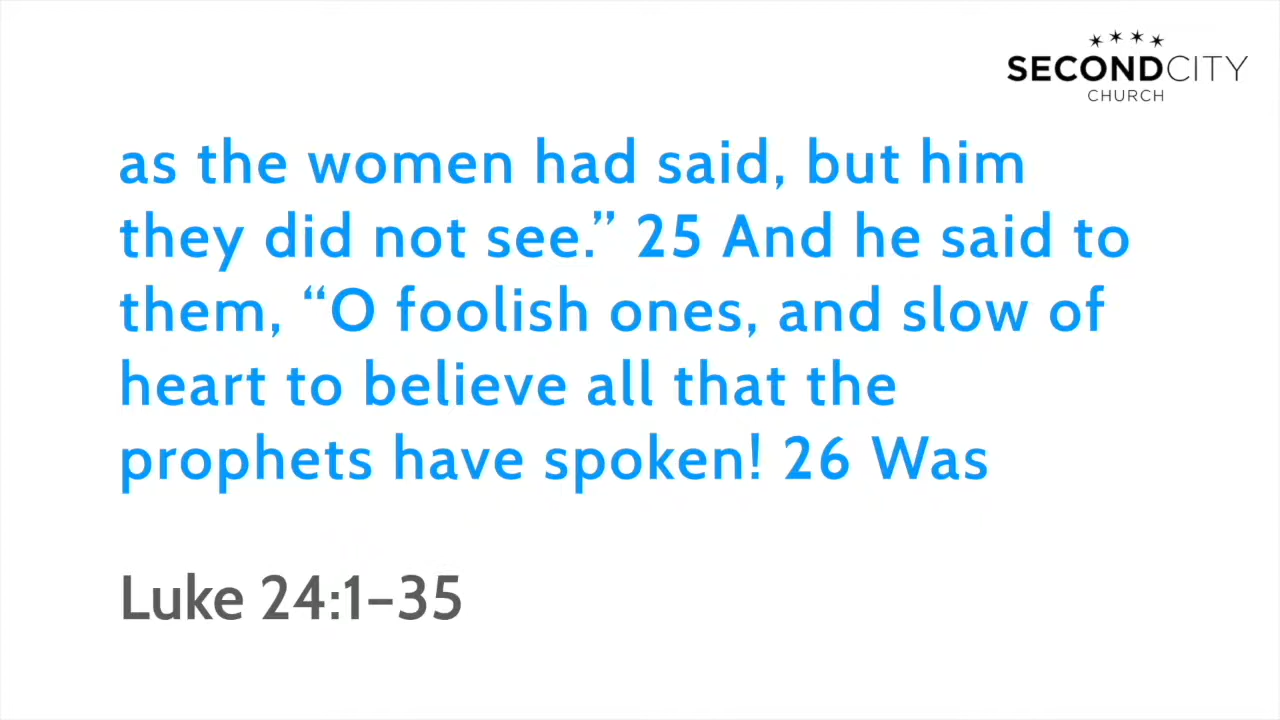 SECONDCITY
CHURCH
as the women had said, but him
they did not see.” 25 And he said to
them, “O foolish ones, and slow of
heart to believe all that the
prophets have spoken! 26 Was
Luke 24:1–35